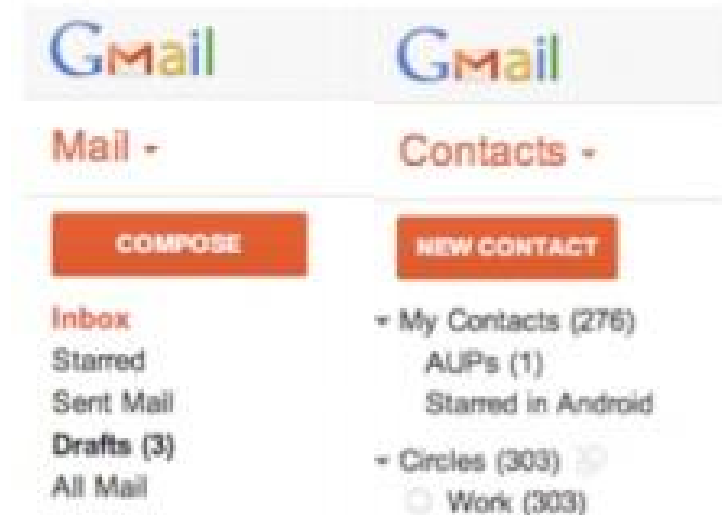 Gmail
Mail
COMPOSE
Inbox
Starred
Sent Mail
Drafts (3)
All Mail
Gmail
Contacts
NEW CONTACT
My Contacts (276)
AUPs (1)
Starred in Android
Circles (303)
Work (303)